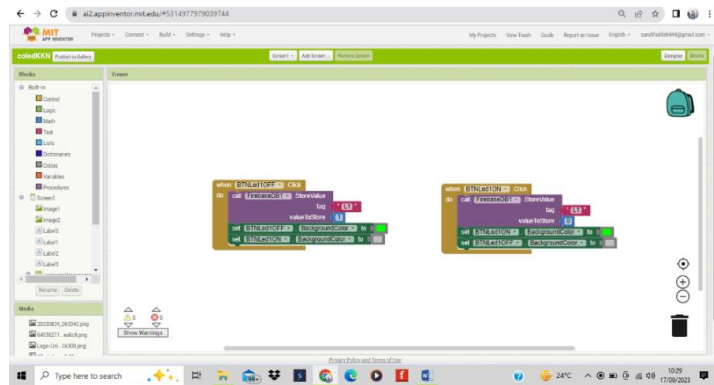 ai2.appinventor.mit.edu/#5314977979039744
MIT
APP INVENTOR
Projects
Connect
Build
Settings
Help
My Projects
View Trash
Guide
Report an Issue
English
coledKKN
Publish to Gallery
Screen1
Add Screen ...
Remove Screen
Designer
Blocks
Blocks
Viewer
Built-in
Control
Logic
Math
Text
Lists
Dictionaries
Colors
Variables
Procedures
Screen1
Image1
Image2
Label1
Label2
Label3
Rename
Delete
Media
20230824_063042.png
when BTNLed1OFF .Click
do call FirebaseDB1 .StoreValue
tag " L1 "
valueToStore
set BTNLed1OFF . BackgroundColor to
set BTNLed1ON . BackgroundColor to
when BTNLed1ON .Click
do call FirebaseDB1 .StoreValue
tag " L1 "
valueToStore 0
set BTNLed1ON . BackgroundColor to
set BTNLed1OFF . BackgroundColor to
Show Warnings
Privacy Policy and Terms of Use
Type here to search
99+
24°C
10:29
17/09/2023